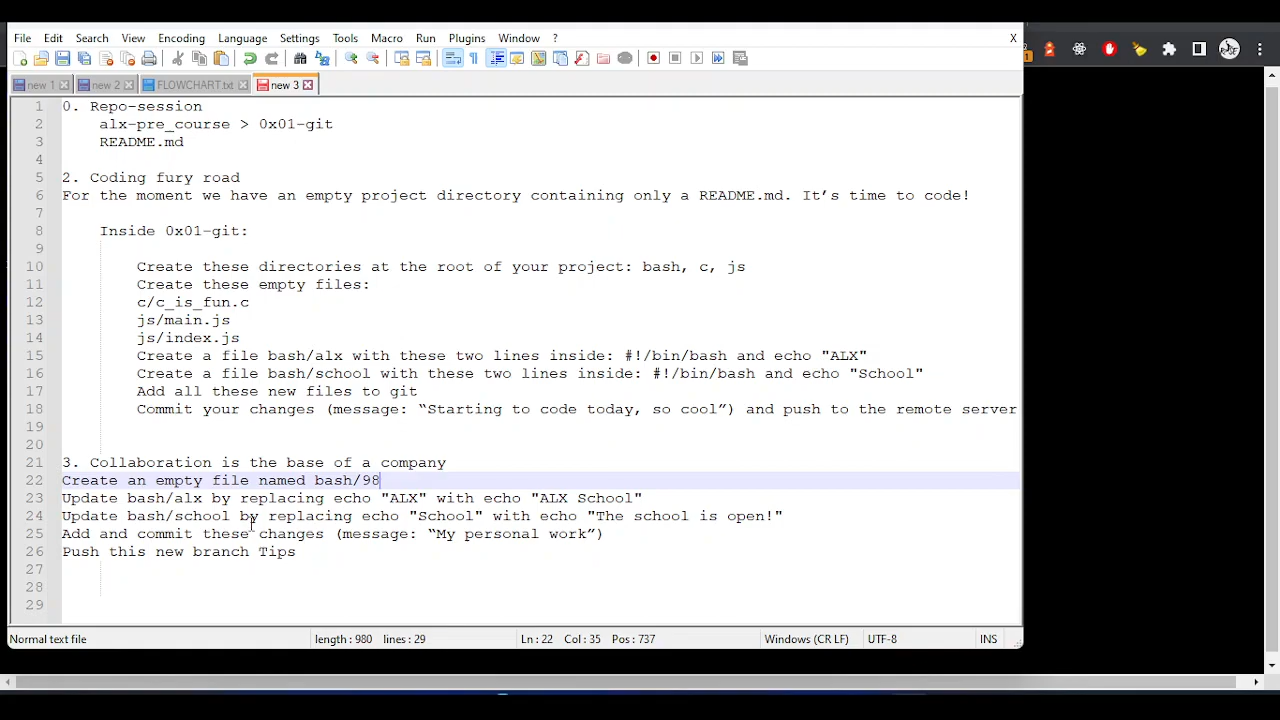 File Edit Search View Encoding Language Settings Tools Macro Run Plugins Window ? X
new 1 new 2 FLOWCHART.txt new 3
1 0. Repo-session
2 alx-pre_course > 0x01-git
3 README.md
4
5 2. Coding fury road
6 For the moment we have an empty project directory containing only a README.md. It’s time to code!
7
8 Inside 0x01-git:
9
10 Create these directories at the root of your project: bash, c, js
11 Create these empty files:
12 c/c_is_fun.c
13 js/main.js
14 js/index.js
15 Create a file bash/alx with these two lines inside: #!/bin/bash and echo "ALX"
16 Create a file bash/school with these two lines inside: #!/bin/bash and echo "School"
17 Add all these new files to git
18 Commit your changes (message: “Starting to code today, so cool”) and push to the remote server
19
20
21 3. Collaboration is the base of a company
22 Create an empty file named bash/98
23 Update bash/alx by replacing echo "ALX" with echo "ALX School"
24 Update bash/school by replacing echo "School" with echo "The school is open!"
25 Add and commit these changes (message: “My personal work”)
26 Push this new branch Tips
27
28
29
Normal text file length : 980 lines : 29 Ln : 22 Col : 35 Pos : 737 Windows (CR LF) UTF-8 INS